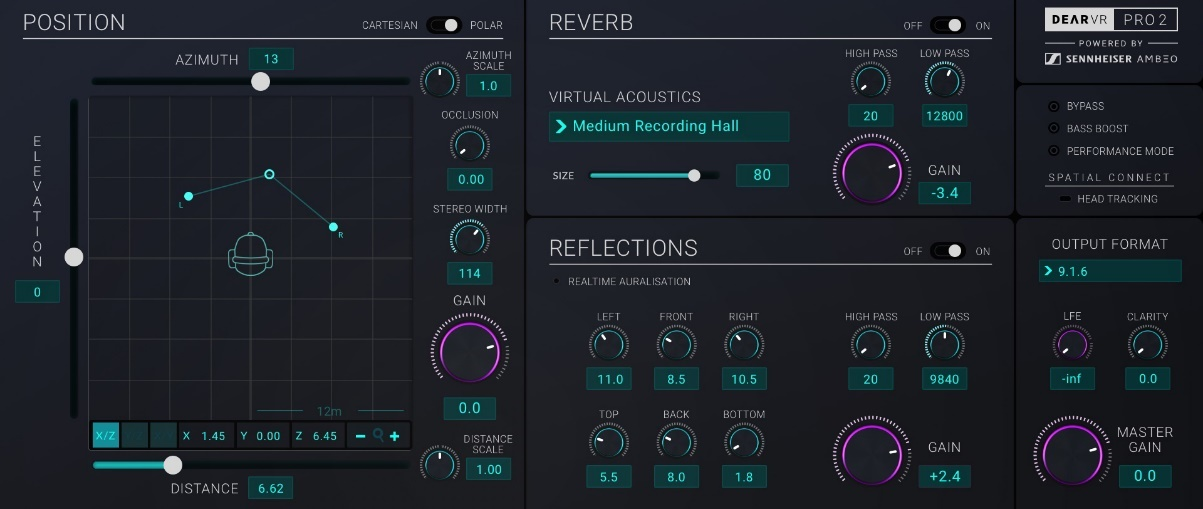 POSITION
CARTESIAN
POLAR
AZIMUTH 13
AZIMUTH
SCALE
1.0
ELEVATION
0
OCCLUSION
0.00
STEREO WIDTH
114
GAIN
0.0
L
R
12m
X/Z
X 1.45 Y 0.00 Z 6.45
DISTANCE
SCALE
1.00
DISTANCE 6.62
REVERB
OFF
ON
VIRTUAL ACOUSTICS
Medium Recording Hall
SIZE
80
HIGH PASS
LOW PASS
20
12800
GAIN
-3.4
REFLECTIONS
OFF
ON
REALTIME AURALISATION
LEFT FRONT RIGHT
11.0 8.5 10.5
TOP BACK BOTTOM
5.5 8.0 1.8
HIGH PASS
LOW PASS
20
9840
GAIN
+2.4
DEARVR PRO 2
POWERED BY
SENNHEISER AMBEO
BYPASS
BASS BOOST
PERFORMANCE MODE
SPATIAL CONNECT
HEAD TRACKING
OUTPUT FORMAT
9.1.6
LFE
CLARITY
-inf
0.0
MASTER
GAIN
0.0